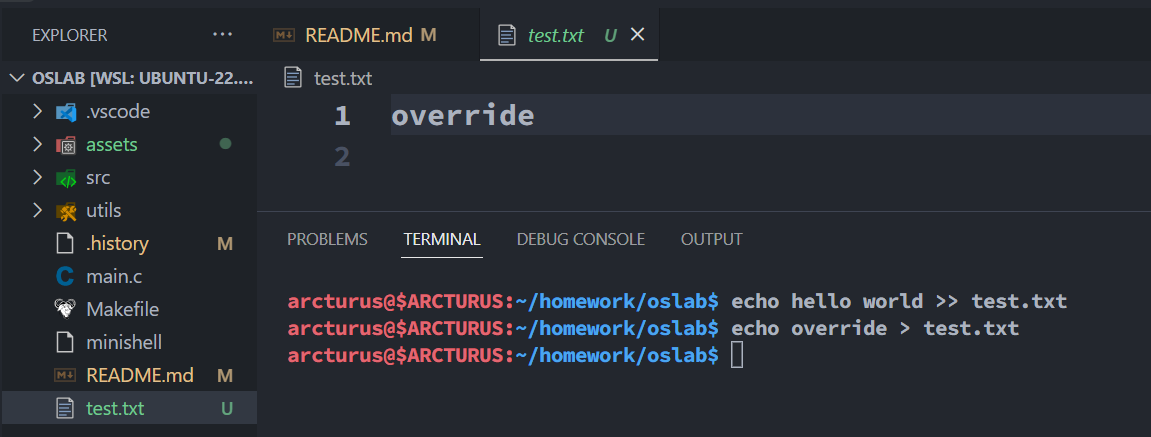 EXPLORER ···
OSLAB [WSL: UBUNTU-22....
.vscode
assets
src
utils
.history M
main.c
Makefile
minishell
README.md M
test.txt U
README.md M
test.txt U
test.txt
1 override
2
PROBLEMS TERMINAL DEBUG CONSOLE OUTPUT
arcturus@$ARCTURUS:~/homework/oslab$ echo hello world >> test.txt
arcturus@$ARCTURUS:~/homework/oslab$ echo override > test.txt
arcturus@$ARCTURUS:~/homework/oslab$